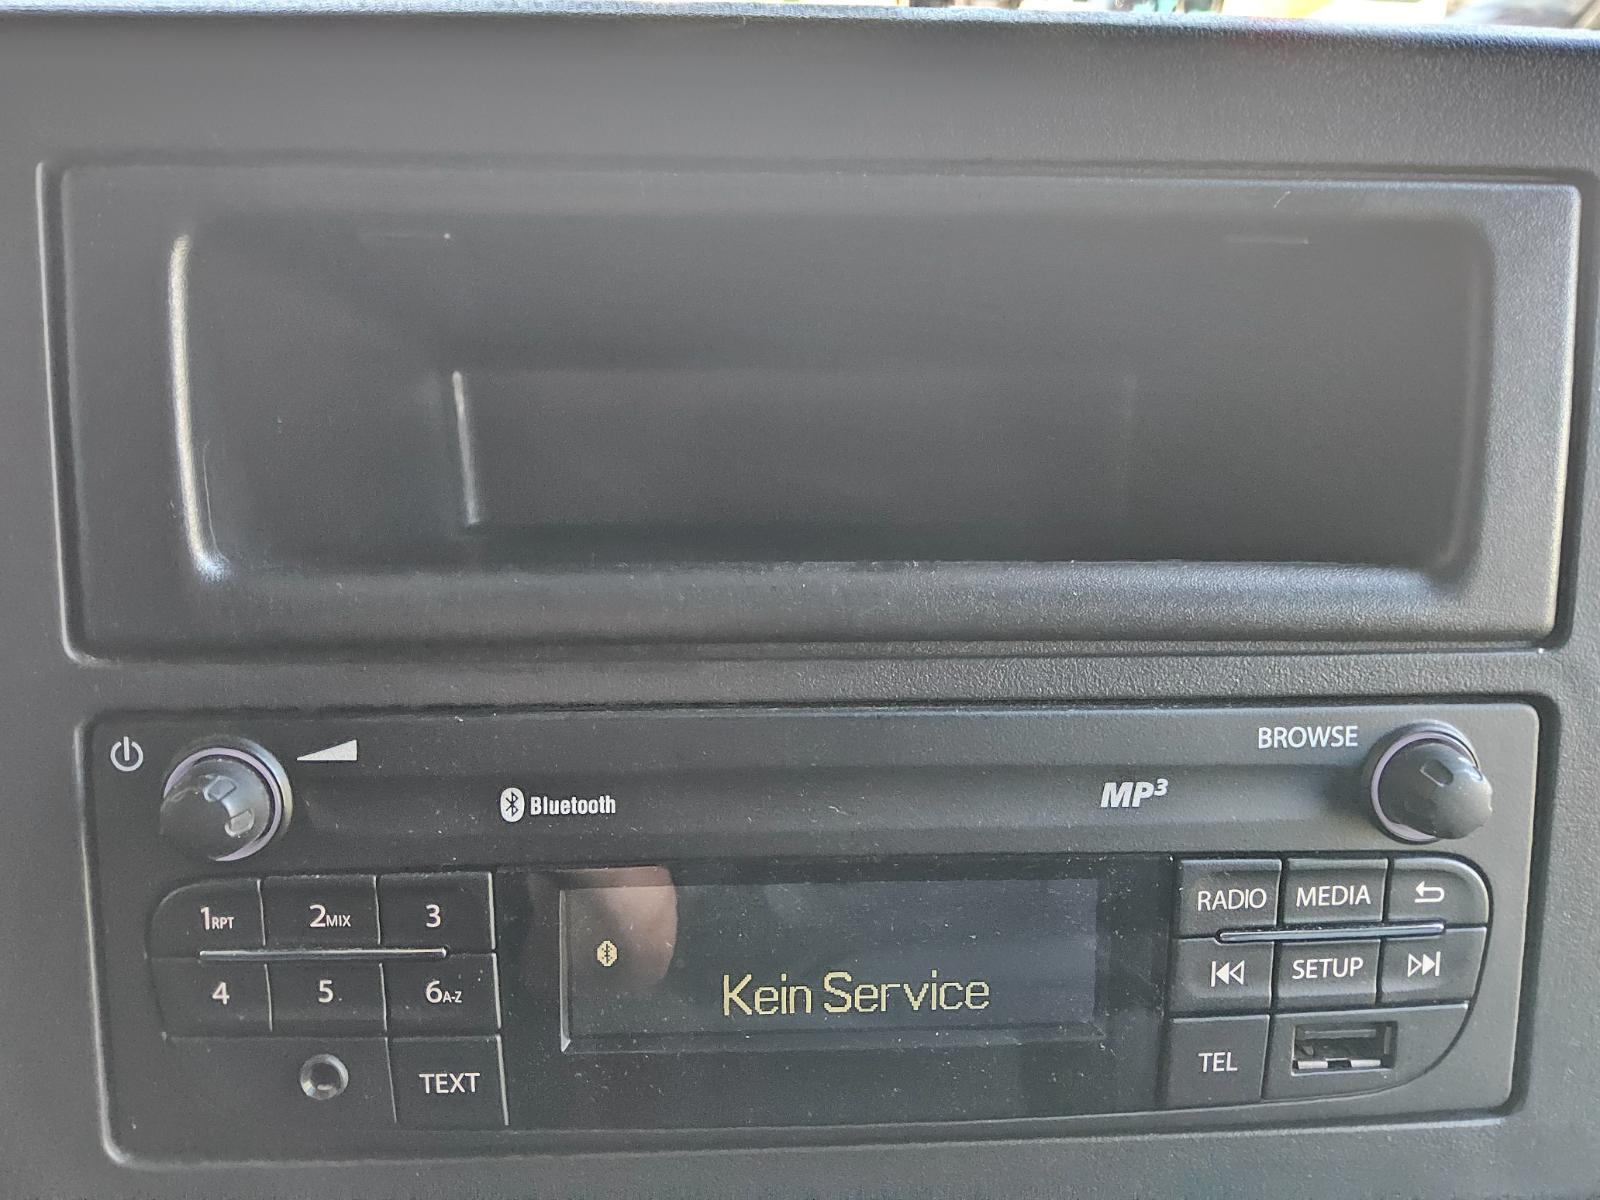 BROWSE
Bluetooth
MP3
1RPT
2MIX
3
RADIO
MEDIA
4
5
6A-Z
Kein Service
SETUP
TEXT
TEL